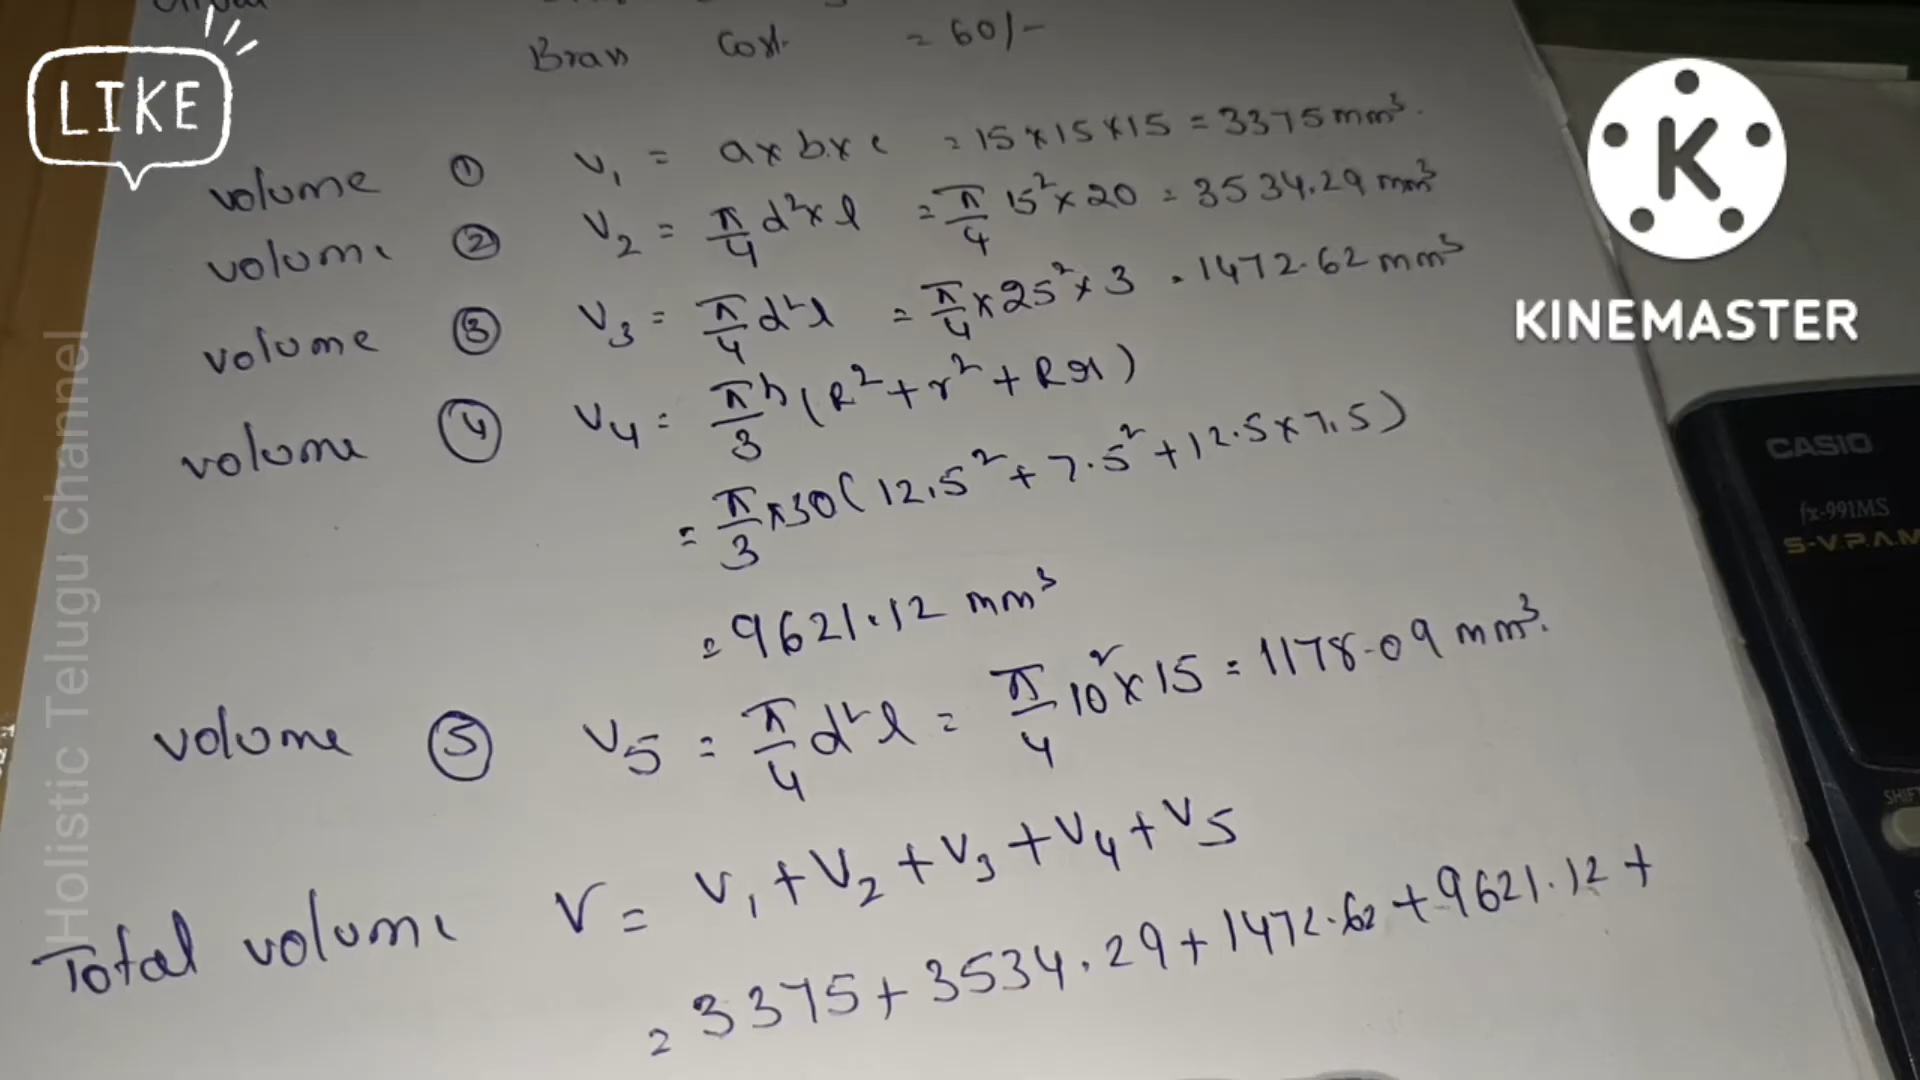 Brass Cost = 60/-
LIKE
volume ① V₁ = a x b x c = 15 x 15 x 15 = 3375 mm³.
volume ② V₂ = π/4 d² x l = π/4 15² x 20 = 3534.29 mm³
volume ③ V₃ = π/4 d² l = π/4 x 25² x 3 = 1472.62 mm³
volume ④ V₄ = πh/3 (R² + r² + Rr)
= π/3 x 30 (12.5² + 7.5² + 12.5 x 7.5)
= 9621.12 mm³
volume ⑤ V₅ = π/4 d² l = π/4 10² x 15 = 1178.09 mm³.
Total volume V = V₁ + V₂ + V₃ + V₄ + V₅
= 3375 + 3534.29 + 1472.62 + 9621.12 +
K
KINEMASTER
CASIO
fx-991MS
S-V.P.A.M
SHIFT
Holistic Telugu channel